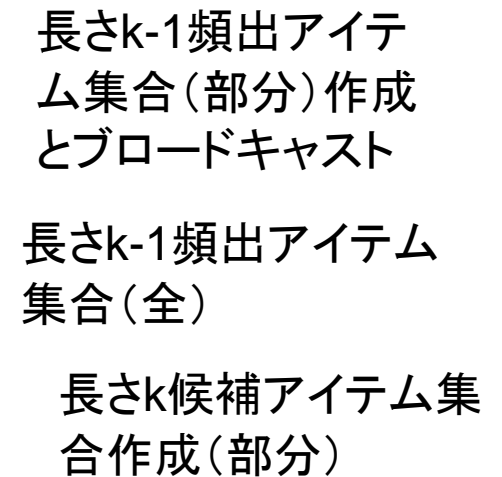 長さk-1頻出アイテ
ム集合（部分）作成
とブロードキャスト
長さk-1頻出アイテム
集合（全）
長さk候補アイテム集
合作成（部分）